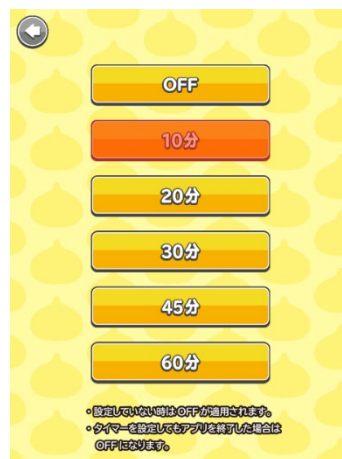 OFF
10分
20分
30分
45分
60分
・設定していない時はOFFが適用されます。
・タイマーを設定してもアプリを終了した場合は
OFFになります。